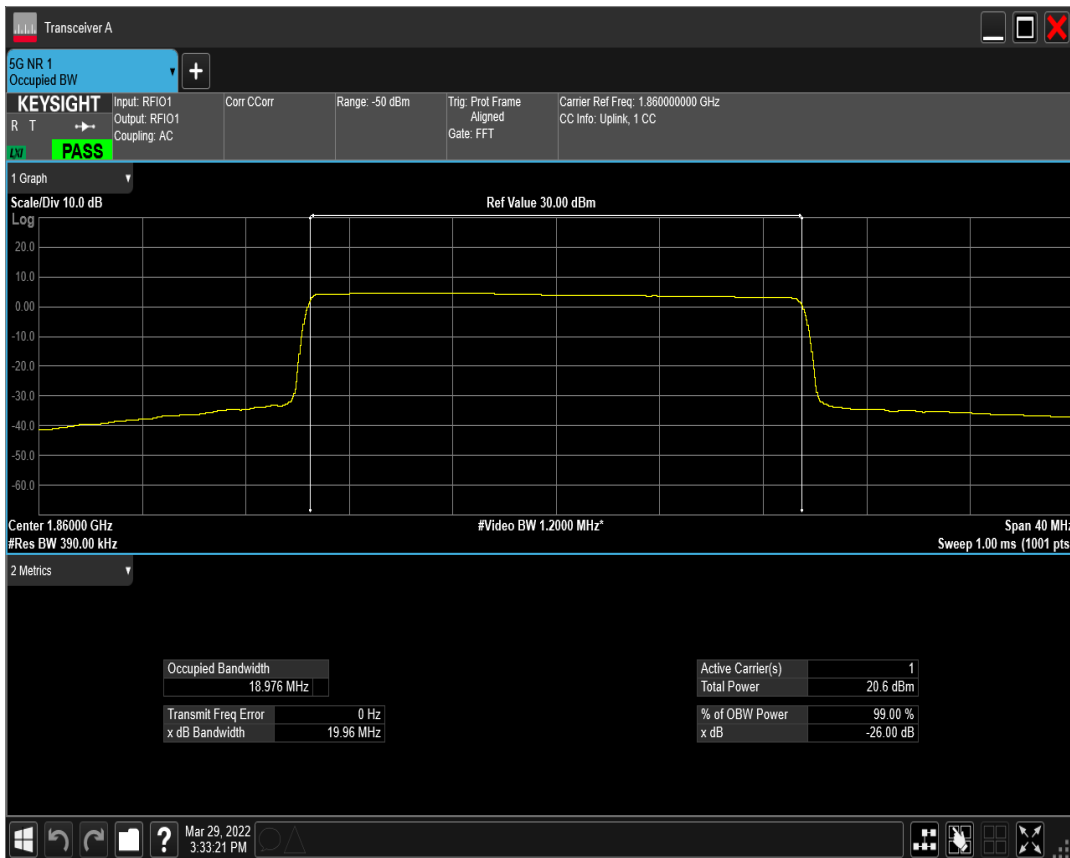 Transceiver A
5G NR 1
Occupied BW
+
KEYSIGHT
R T
LXI PASS
Input: RFIO1
Output: RFIO1
Coupling: AC
Corr CCorr
Range: -50 dBm
Trig: Prot Frame
Aligned
Gate: FFT
Carrier Ref Freq: 1.860000000 GHz
CC Info: Uplink, 1 CC
1 Graph
Scale/Div 10.0 dB
Ref Value 30.00 dBm
Log
20.0
10.0
0.00
-10.0
-20.0
-30.0
-40.0
-50.0
-60.0
Center 1.86000 GHz
#Video BW 1.2000 MHz*
Span 40 MHz
#Res BW 390.00 kHz
Sweep 1.00 ms (1001 pts
2 Metrics
Occupied Bandwidth
18.976 MHz
Transmit Freq Error 0 Hz
x dB Bandwidth 19.96 MHz
Active Carrier(s) 1
Total Power 20.6 dBm
% of OBW Power 99.00 %
x dB -26.00 dB
?
Mar 29, 2022
3:33:21 PM